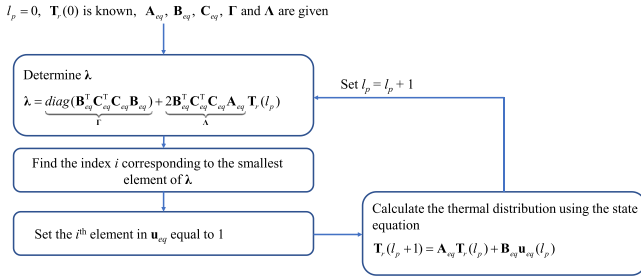 l_p = 0, T_r(0) is known, A_eq, B_eq, C_eq, Γ and Λ are given
Determine λ
λ = diag(B_eq^T C_eq^T C_eq B_eq) + 2B_eq^T C_eq^T C_eq A_eq T_r(l_p)
Γ Λ
Set l_p = l_p + 1
Find the index i corresponding to the smallest
element of λ
Set the i^th element in u_eq equal to 1
Calculate the thermal distribution using the state
equation
T_r(l_p + 1) = A_eq T_r(l_p) + B_eq u_eq(l_p)